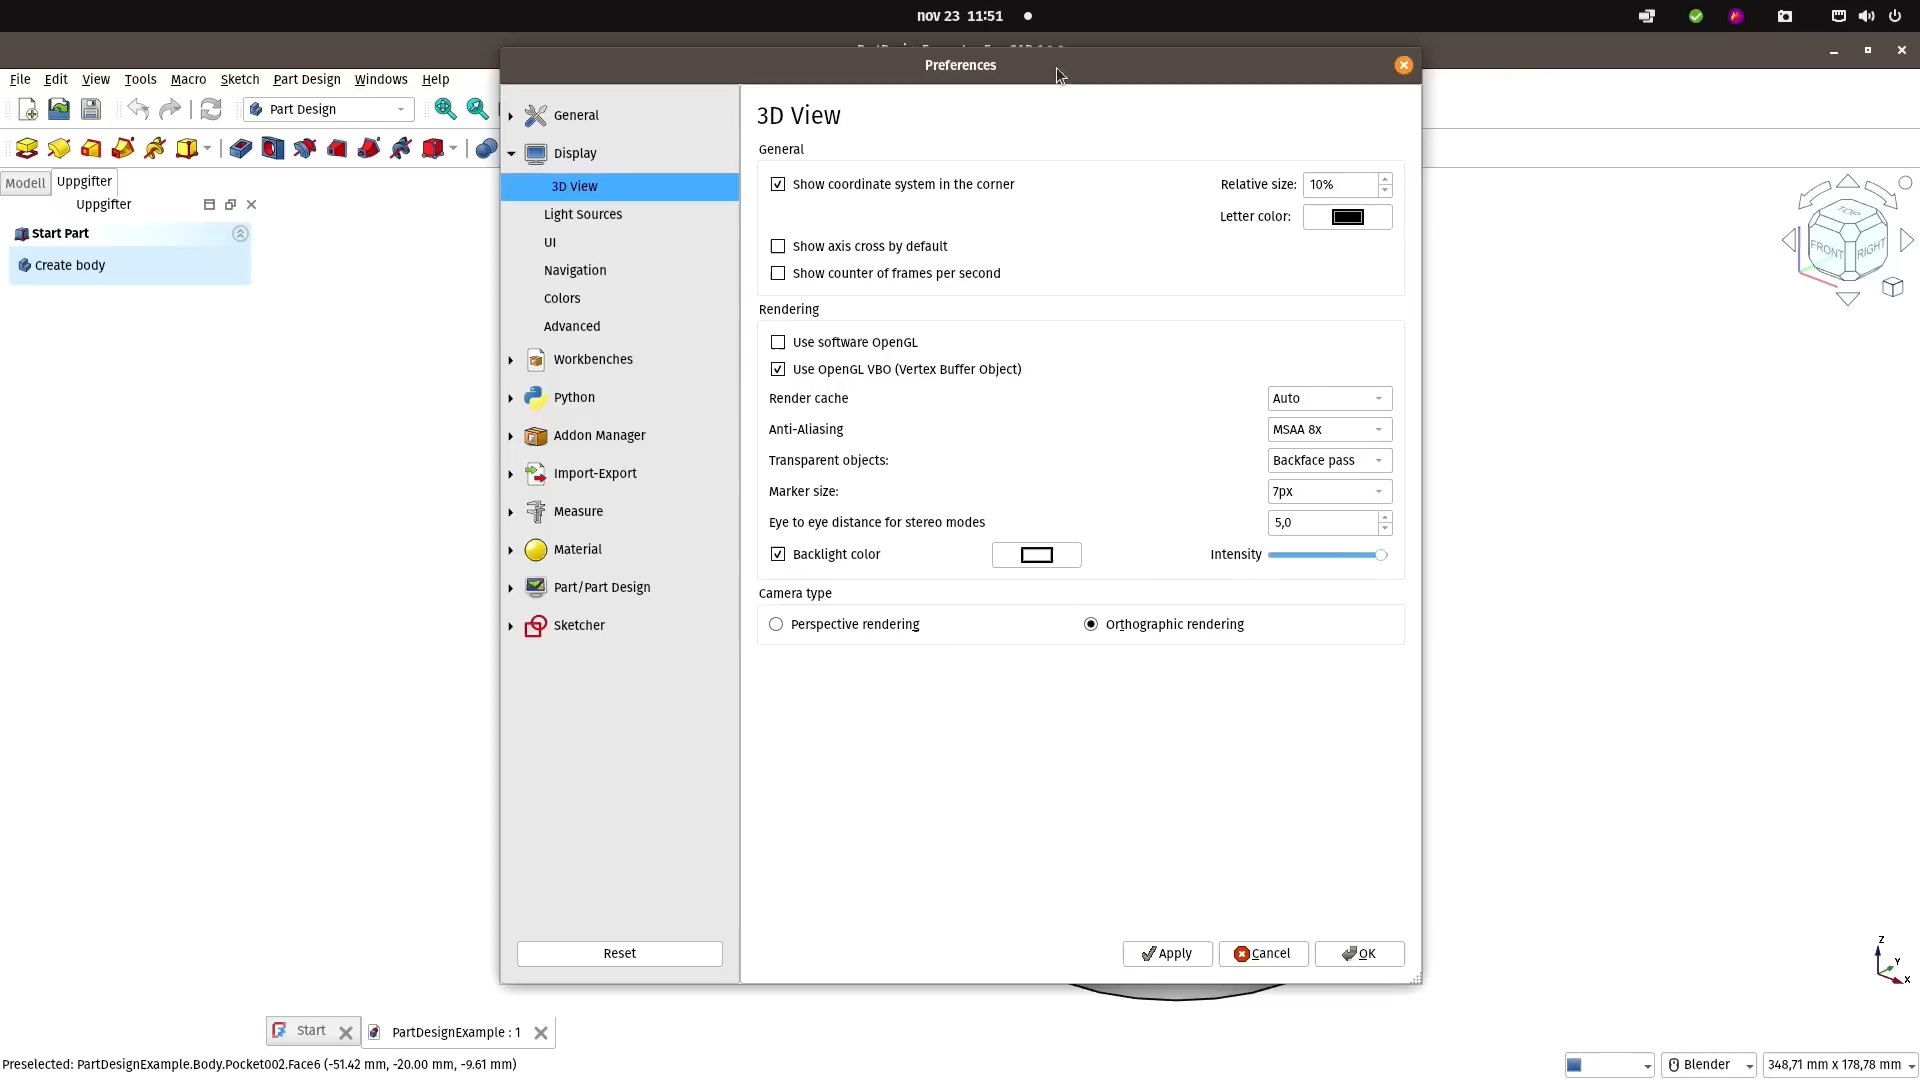 nov 23 11:51
Preferences
File Edit View Tools Macro Sketch Part Design Windows Help
Part Design
Modell Uppgifter
Uppgifter
Start Part
Create body
General
Display
3D View
Light Sources
UI
Navigation
Colors
Advanced
Workbenches
Python
Addon Manager
Import-Export
Measure
Material
Part/Part Design
Sketcher
Reset
3D View
General
Show coordinate system in the corner
Relative size: 10%
Letter color:
Show axis cross by default
Show counter of frames per second
Rendering
Use software OpenGL
Use OpenGL VBO (Vertex Buffer Object)
Render cache Auto
Anti-Aliasing MSAA 8x
Transparent objects: Backface pass
Marker size: 7px
Eye to eye distance for stereo modes 5,0
Backlight color Intensity
Camera type
Perspective rendering Orthographic rendering
Apply Cancel OK
TOP
FRONT RIGHT
Z
Y
X
Start PartDesignExample : 1
Preselected: PartDesignExample.Body.Pocket002.Face6 (-51.42 mm, -20.00 mm, -9.61 mm)
Blender 348,71 mm x 178,78 mm